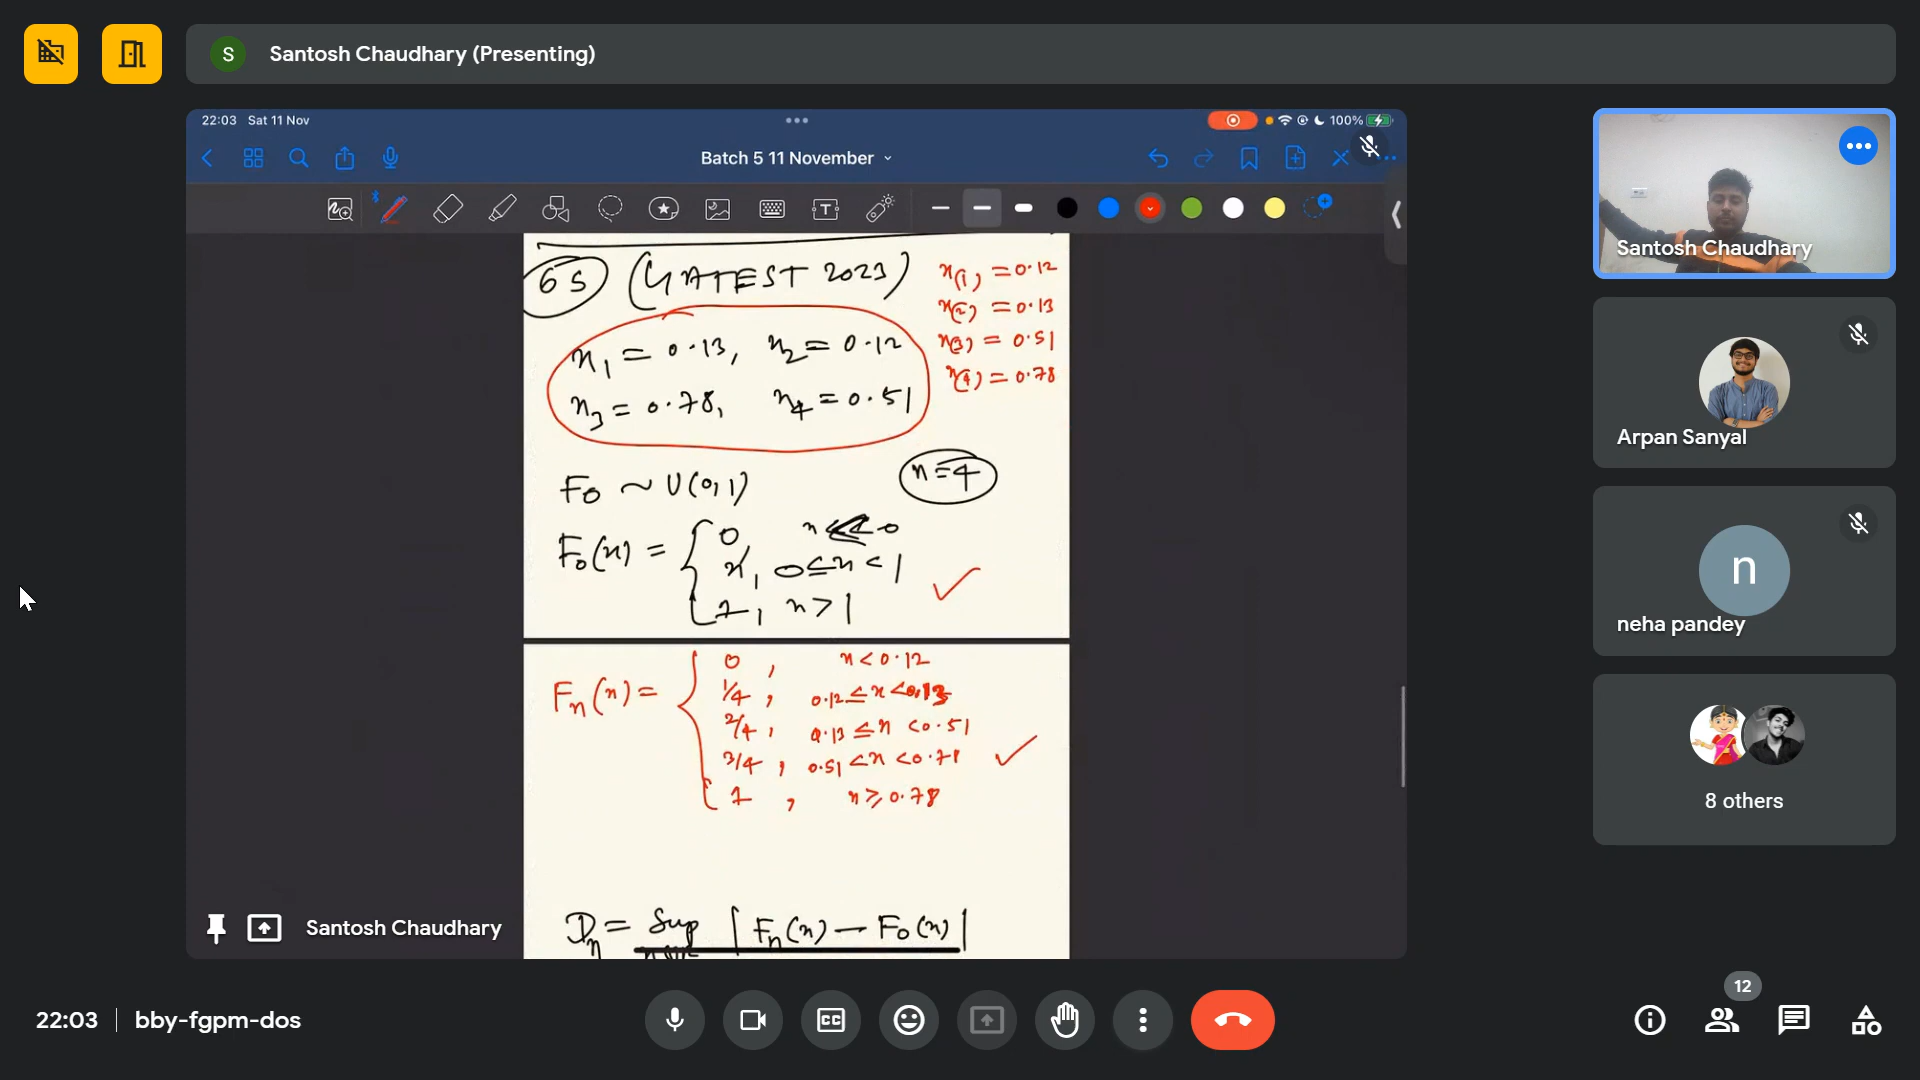 S Santosh Chaudhary (Presenting)
22:03 Sat 11 Nov
100%
Batch 5 11 November
65 (GATEST 2023)
x(1) = 0.12
x(2) = 0.13
x(3) = 0.51
x(4) = 0.78
x1 = 0.13, x2 = 0.12
x3 = 0.78, x4 = 0.51
F0 ~ U(0,1)
n=4
F0(x) = { 0 x < 0
x, 0≤x<1
1, x>1
Fn(x) = { 0, x<0.12
1/4, 0.12≤x<0.13
2/4, 0.13≤x<0.51
3/4, 0.51<x<0.78
1, x≥0.78
Dn = Sup |Fn(x) − F0(x)|
Santosh Chaudhary
Santosh Chaudhary
Arpan Sanyal
n
neha pandey
8 others
22:03 | bby-fgpm-dos
CC
12